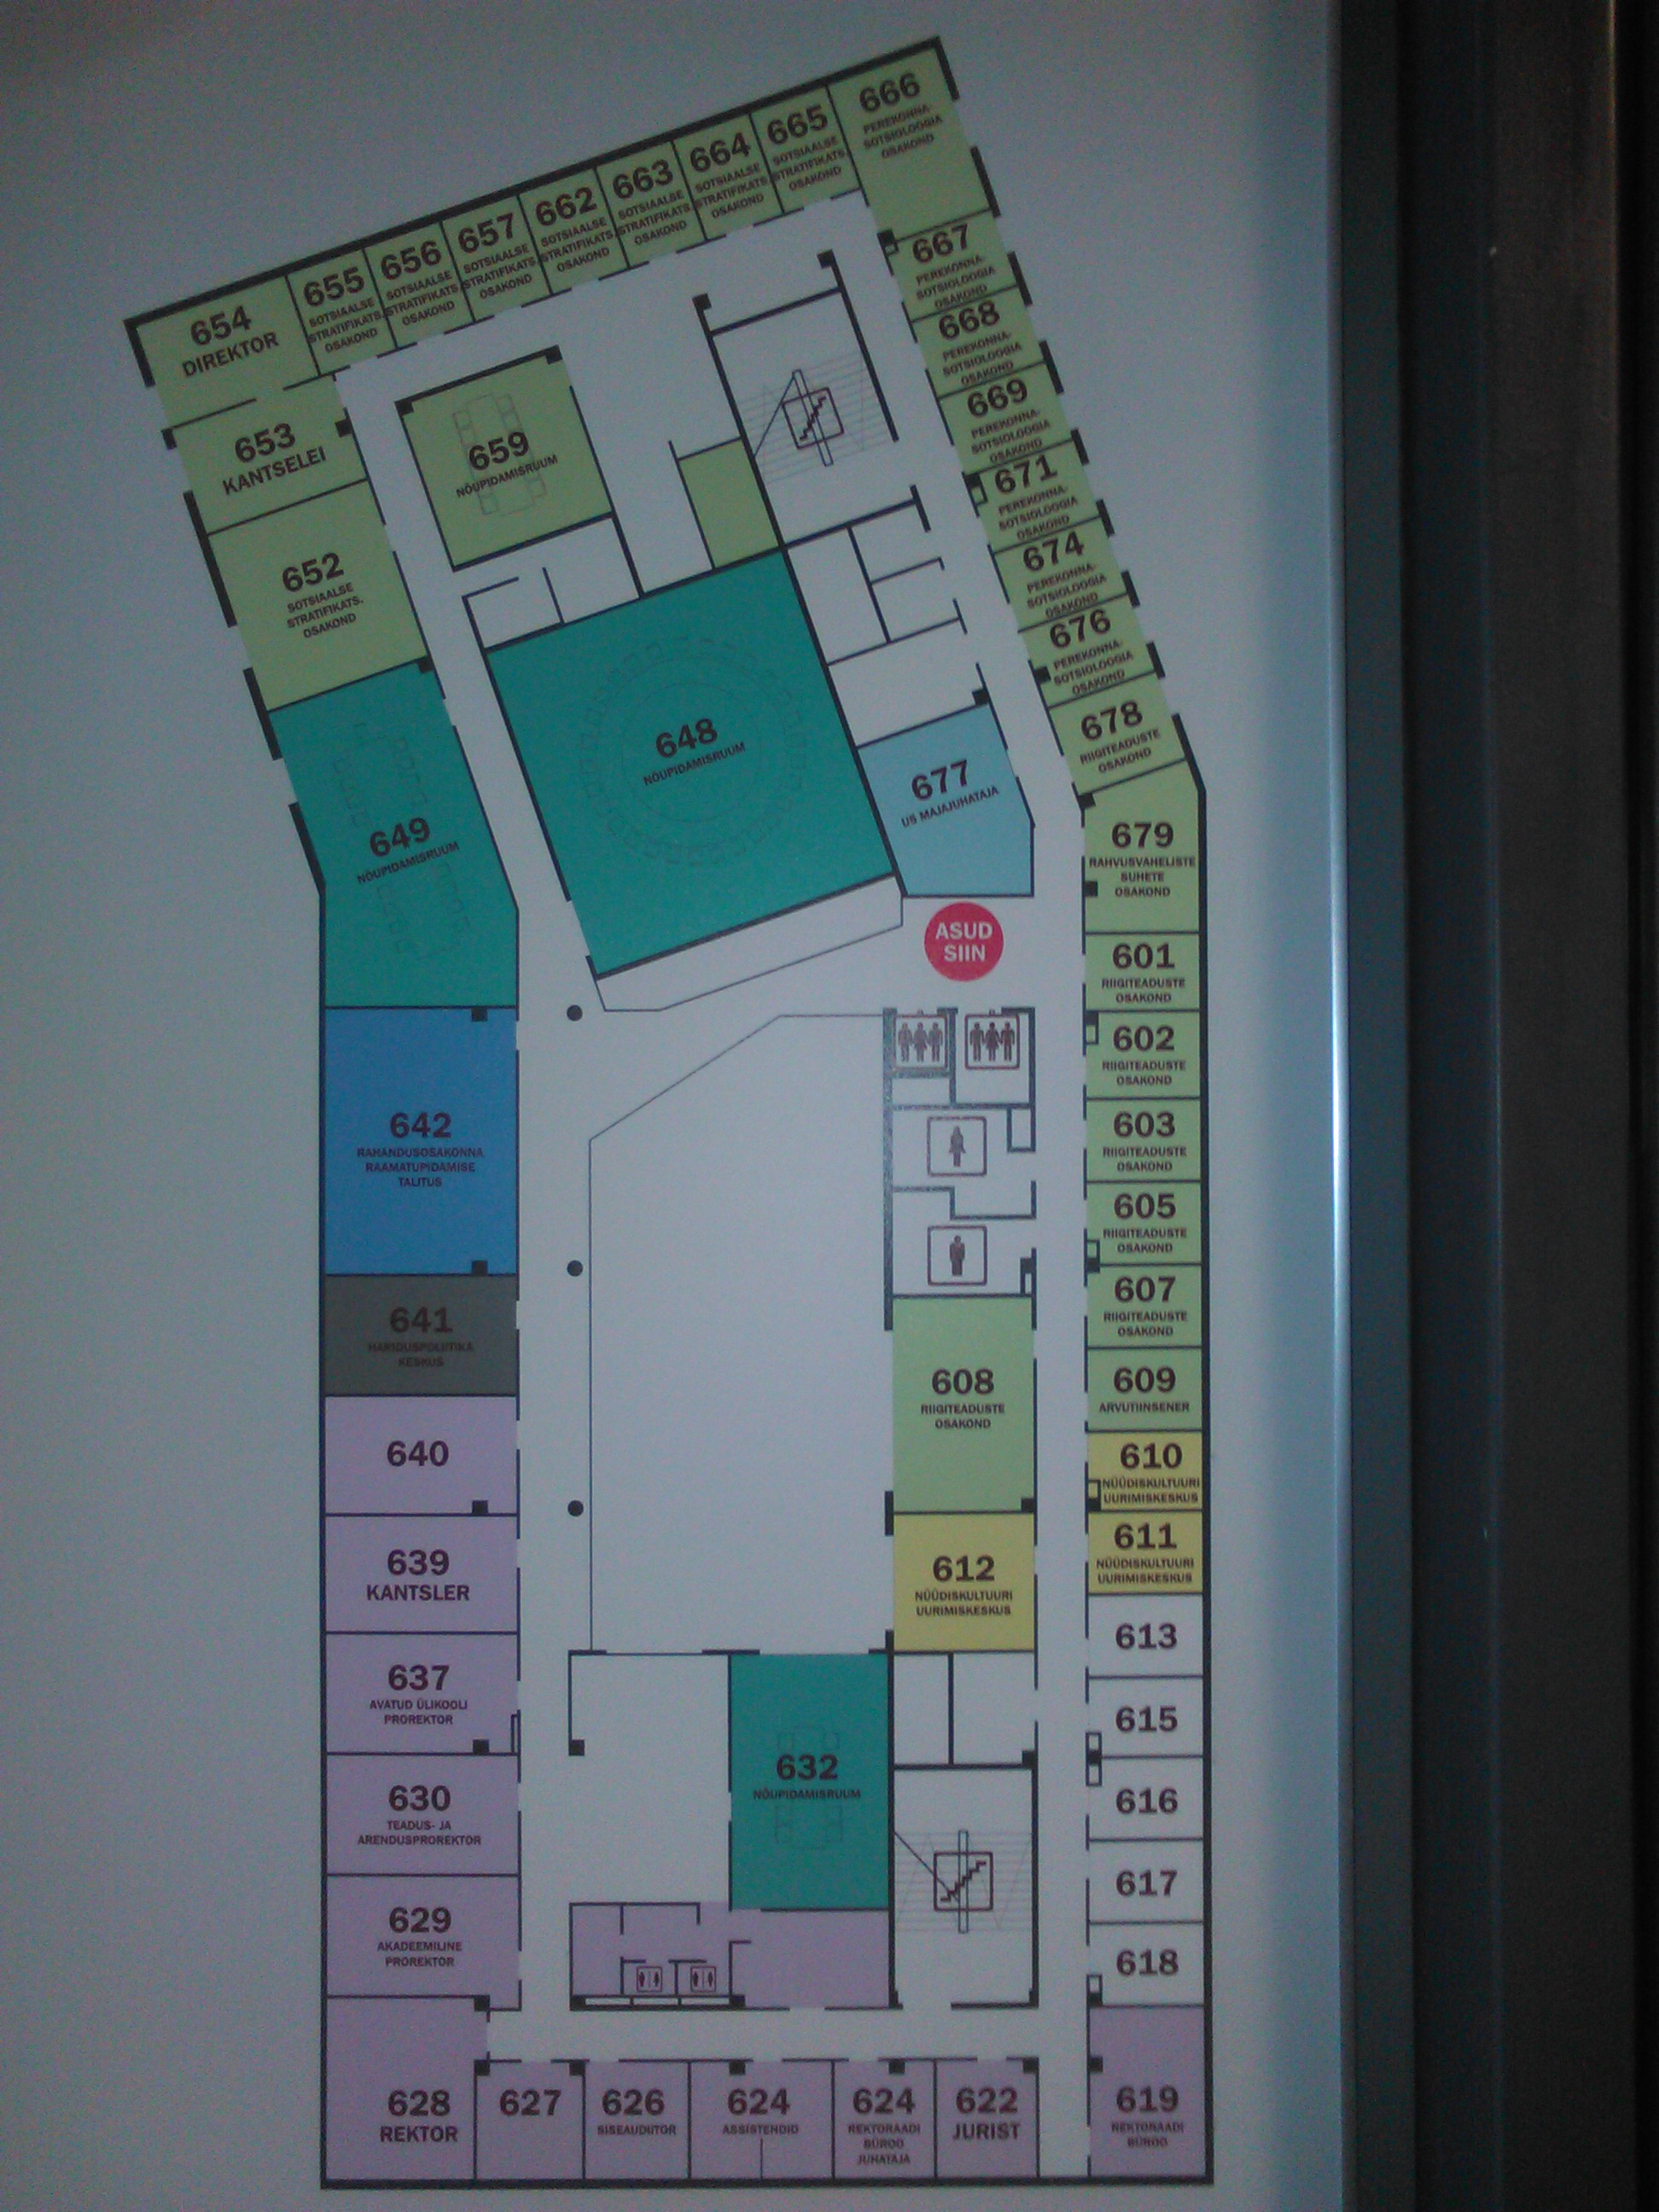 666
PEREKONNA-
SOTSIOLOOGIA
OSAKOND
665
SOTSIAALSE
STRATIFIKATS.
OSAKOND
664
SOTSIAALSE
STRATIFIKATS.
OSAKOND
663
SOTSIAALSE
STRATIFIKATS.
OSAKOND
662
SOTSIAALSE
STRATIFIKATS.
OSAKOND
657
SOTSIAALSE
STRATIFIKATS.
OSAKOND
656
SOTSIAALSE
STRATIFIKATS.
OSAKOND
655
SOTSIAALSE
STRATIFIKATS.
OSAKOND
654
DIREKTOR
653
KANTSELEI
652
SOTSIAALSE
STRATIFIKATS.
OSAKOND
659
NÕUPIDAMISRUUM
667
PEREKONNA-
SOTSIOLOOGIA
OSAKOND
668
PEREKONNA-
SOTSIOLOOGIA
OSAKOND
669
PEREKONNA-
SOTSIOLOOGIA
OSAKOND
671
PEREKONNA-
SOTSIOLOOGIA
OSAKOND
674
PEREKONNA-
SOTSIOLOOGIA
OSAKOND
676
PEREKONNA-
SOTSIOLOOGIA
OSAKOND
678
RIIGITEADUSTE
OSAKOND
648
NÕUPIDAMISRUUM
677
US MAJAJUHATAJA
649
NÕUPIDAMISRUUM
679
RAHVUSVAHELISTE
SUHETE
OSAKOND
ASUD
SIIN
601
RIIGITEADUSTE
OSAKOND
602
RIIGITEADUSTE
OSAKOND
603
RIIGITEADUSTE
OSAKOND
605
RIIGITEADUSTE
OSAKOND
607
RIIGITEADUSTE
OSAKOND
609
ARVUTIINSENER
610
NÜÜDISKULTUURI
UURIMISKESKUS
611
NÜÜDISKULTUURI
UURIMISKESKUS
613
615
616
617
618
619
REKTORAADI
BÜROO
608
RIIGITEADUSTE
OSAKOND
612
NÜÜDISKULTUURI
UURIMISKESKUS
632
NÕUPIDAMISRUUM
642
RAHANDUSOSAKONNA
RAAMATUPIDAMISE
TALITUS
641
HARIDUSPOLIITIKA
KESKUS
640
639
KANTSLER
637
AVATUD ÜLIKOOLI
PROREKTOR
630
TEADUS- JA
ARENDUSPROREKTOR
629
AKADEEMILINE
PROREKTOR
628
REKTOR
627
626
SISEAUDIITOR
624
ASSISTENDID
624
REKTORAADI
BÜROO
JUHATAJA
622
JURIST